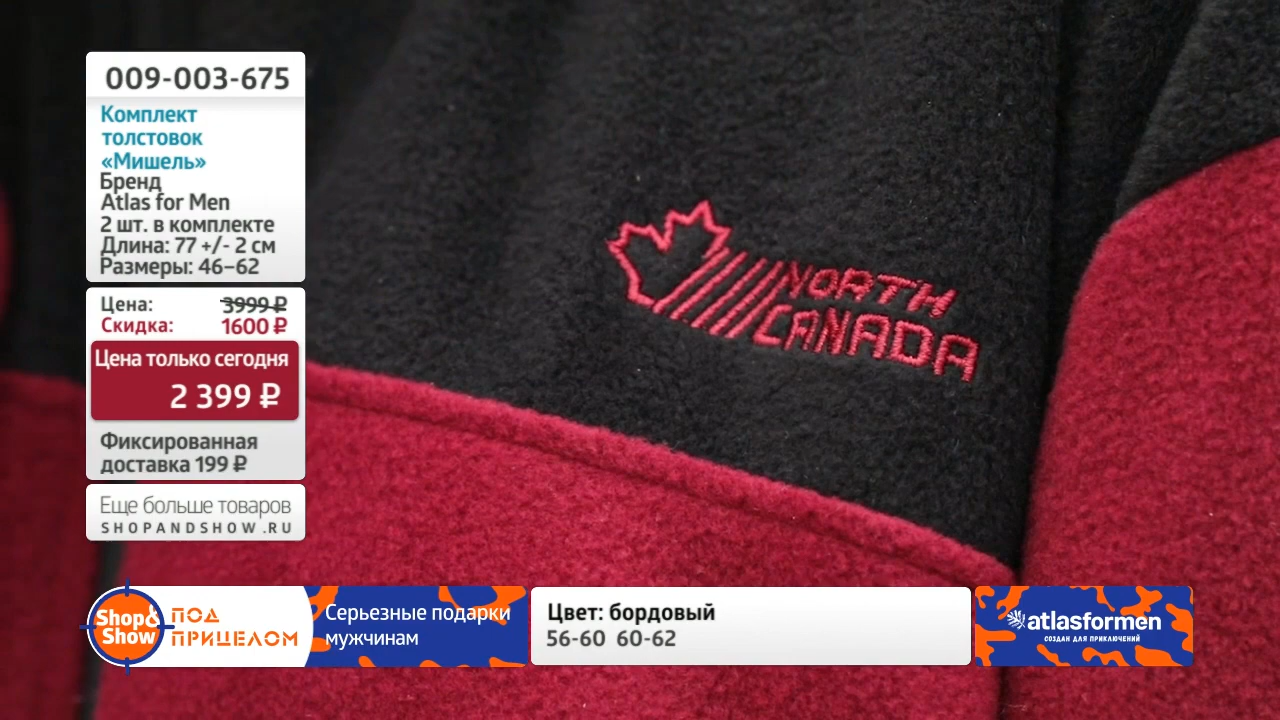 009-003-675
Комплект
толстовок
«Мишель»
Бренд
Atlas for Men
2 шт. в комплекте
Длина: 77 +/- 2 см
Размеры: 46–62
Цена: 3999 ₽
Скидка: 1600 ₽
Цена только сегодня
2 399 ₽
Фиксированная
доставка 199 ₽
Еще больше товаров
SHOPANDSHOW.RU
NORTH
CANADA
Shop&
Show
ПОД
ПРИЦЕЛОМ
Серьезные подарки
мужчинам
Цвет: бордовый
56-60 60-62
atlasformen
СОЗДАН ДЛЯ ПРИКЛЮЧЕНИЙ